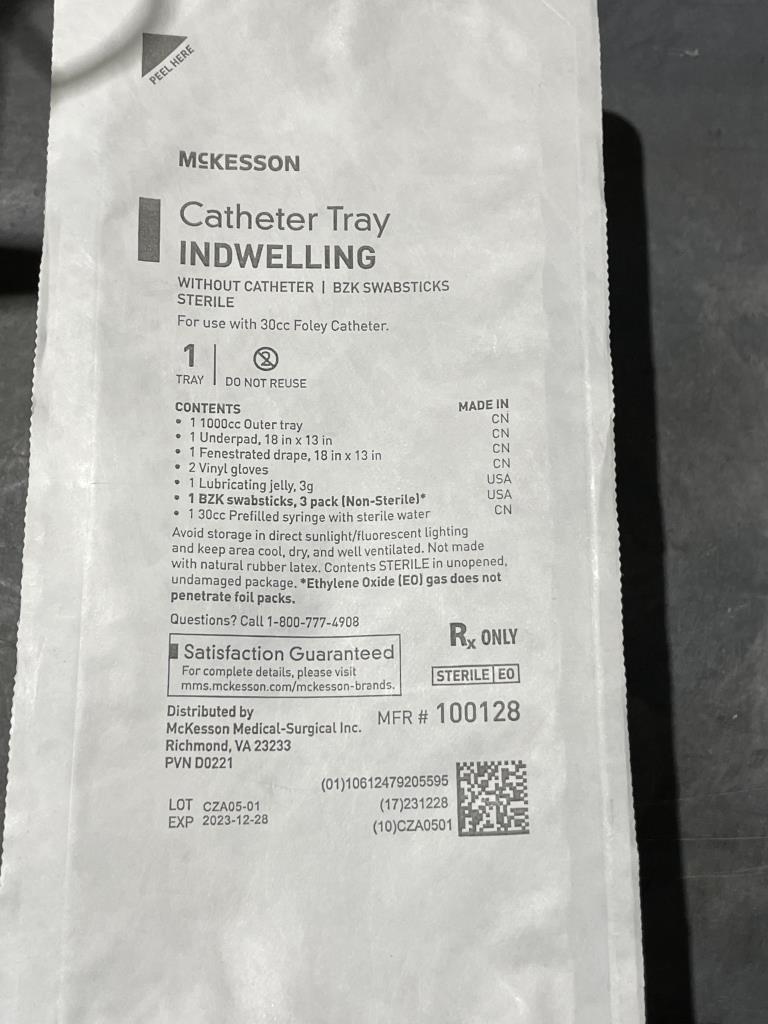 PEEL HERE
McKESSON
Catheter Tray
INDWELLING
WITHOUT CATHETER | BZK SWABSTICKS
STERILE
For use with 30cc Foley Catheter.
1
TRAY
2
DO NOT REUSE
CONTENTS MADE IN
• 1 1000cc Outer tray CN
• 1 Underpad, 18 in x 13 in CN
• 1 Fenestrated drape, 18 in x 13 in CN
• 2 Vinyl gloves CN
• 1 Lubricating jelly, 3g USA
• 1 BZK swabsticks, 3 pack (Non-Sterile)* USA
• 1 30cc Prefilled syringe with sterile water CN
Avoid storage in direct sunlight/fluorescent lighting
and keep area cool, dry, and well ventilated. Not made
with natural rubber latex. Contents STERILE in unopened,
undamaged package. *Ethylene Oxide (EO) gas does not
penetrate foil packs.
Questions? Call 1-800-777-4908
Rx ONLY
Satisfaction Guaranteed
For complete details, please visit
mms.mckesson.com/mckesson-brands.
STERILE EO
Distributed by
McKesson Medical-Surgical Inc.
Richmond, VA 23233
PVN D0221
MFR # 100128
LOT CZA05-01
EXP 2023-12-28
(01)10612479205595
(17)231228
(10)CZA0501